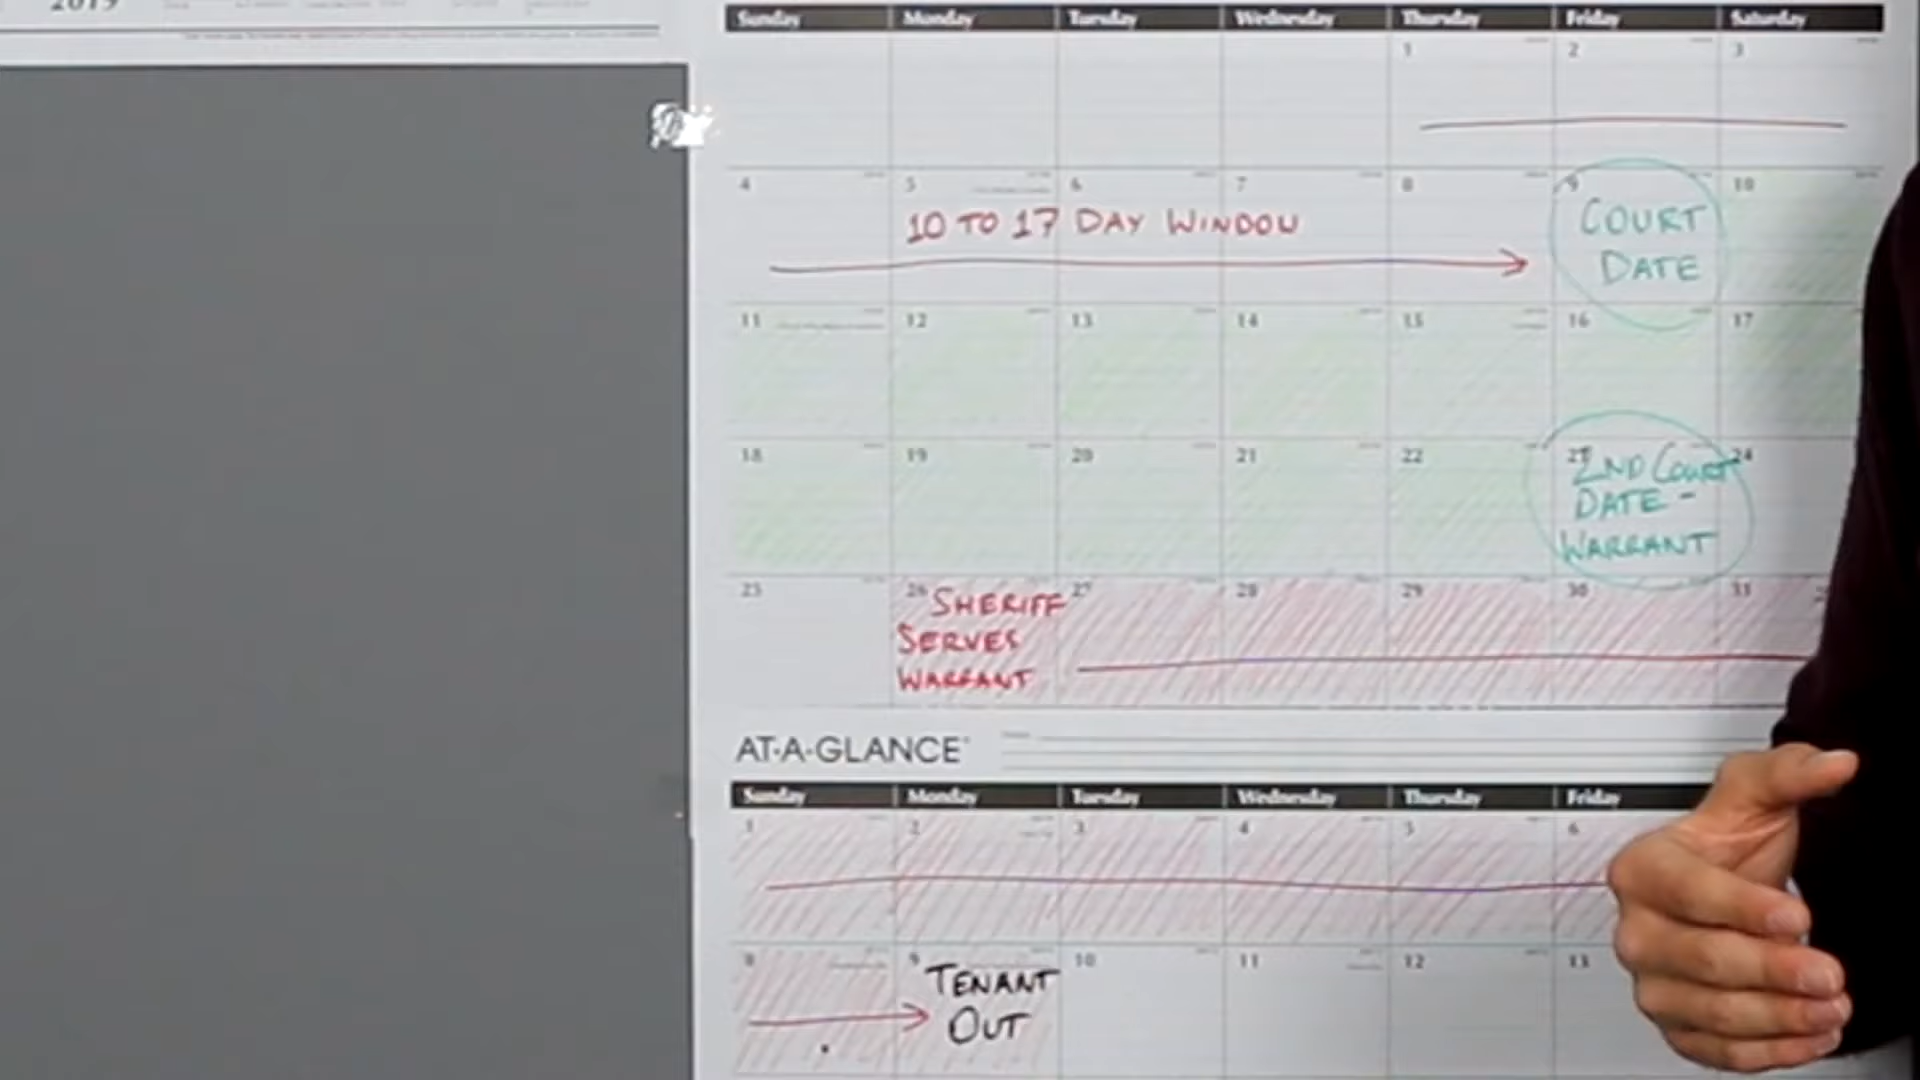 2019
Sunday Monday Tuesday Wednesday Thursday Friday Saturday
1 2 3
4 5 6 7 8 9 10
10 TO 17 DAY WINDOW
COURT
DATE
11 12 13 14 15 16 17
18 19 20 21 22 23 24
2ND COURT
DATE -
WARRANT
25 26 27 28 29 30 31
SHERIFF
SERVES
WARRANT
AT-A-GLANCE
Sunday Monday Tuesday Wednesday Thursday Friday
1 2 3 4 5 6
8 9 10 11 12 13
TENANT
OUT